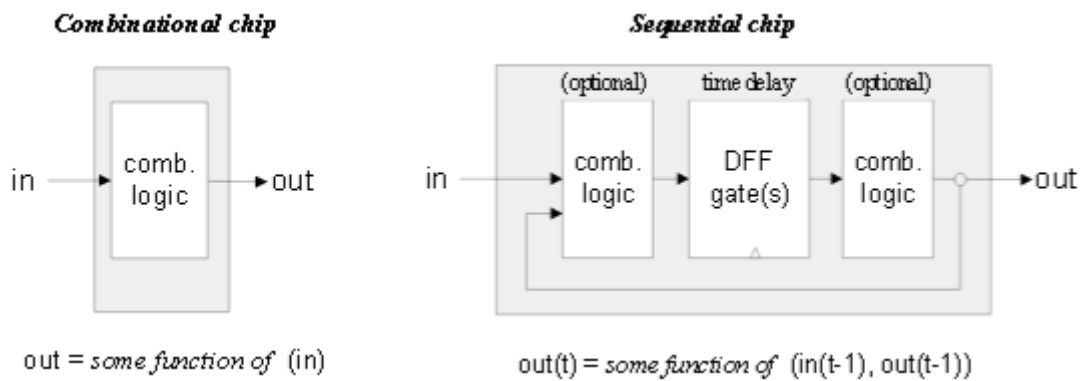 Combinational chip
in
comb.
logic
out
out = some function of (in)
Sequential chip
(optional)
time delay
(optional)
in
comb.
logic
DFF
gate(s)
comb.
logic
out
out(t) = some function of (in(t-1), out(t-1))